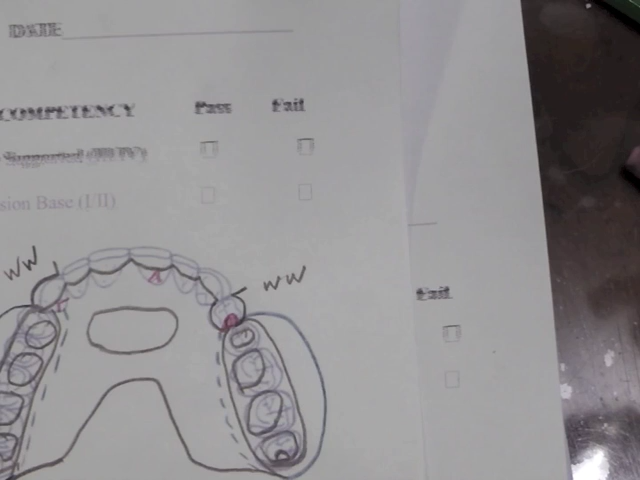 DATE
COMPETENCY Pass Fail
Supported (III/IV)
sion Base (I/II)
WW
WW
Fail